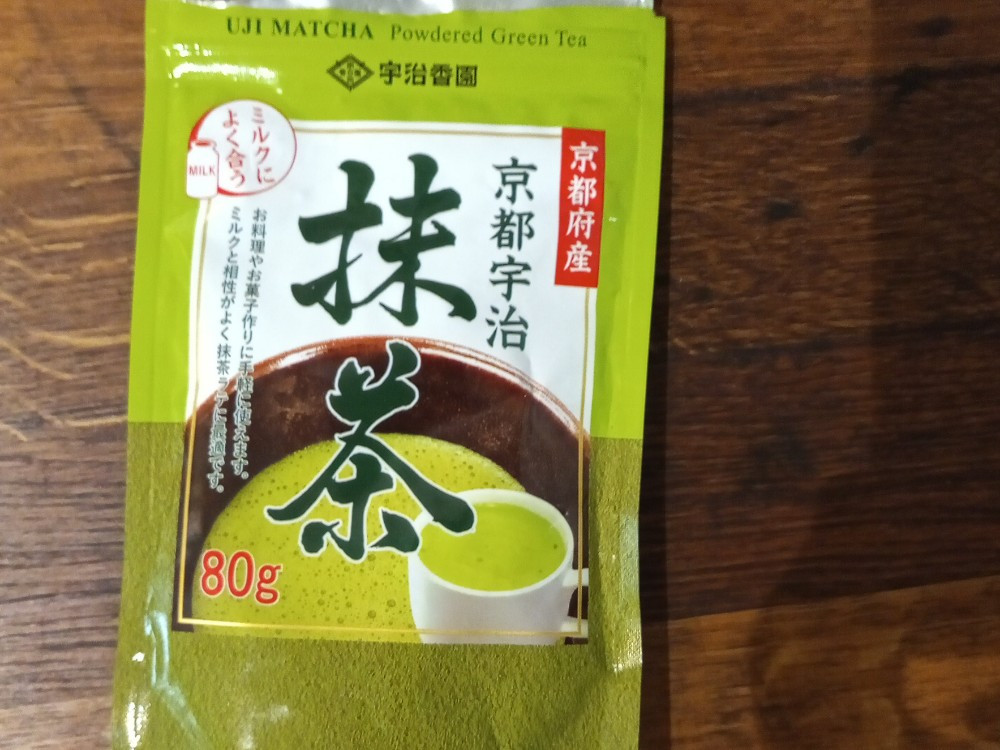 UJI MATCHA Powdered Green Tea
宇治香園
京都府産
京都宇治
抹茶
ミルクに
よく合う
MILK
お料理やお菓子作りに手軽に使えます。
ミルクと相性がよく抹茶ラテに最適です。
80g